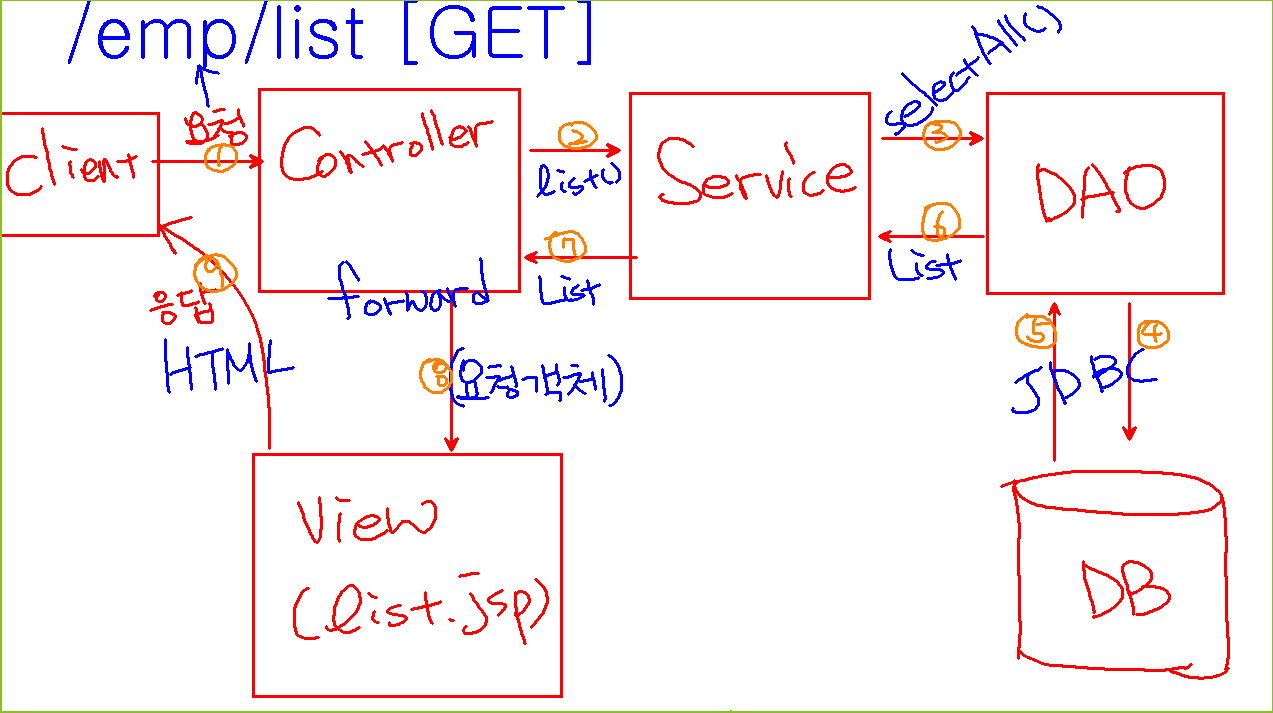 /emp/list [GET]
요청
①
client
Controller
②
list()
Service
selectAll()
③
DAO
⑥
List
⑦
List
forward
⑨
응답
HTML
⑧
(요청객체)
⑤
④
JDBC
View
(list.jsp)
DB